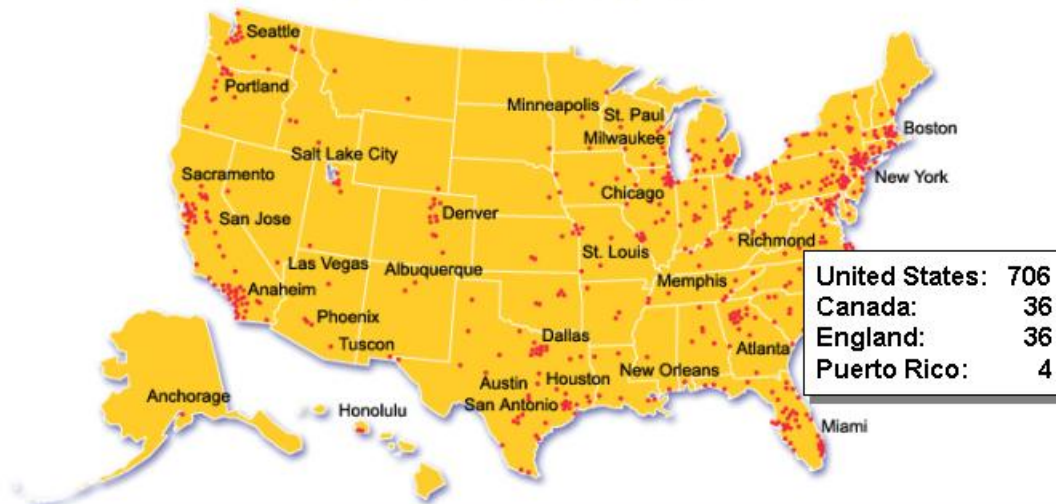 Seattle
Portland
Minneapolis
St. Paul
Milwaukee
Boston
Salt Lake City
Sacramento
Chicago
New York
San Jose
Denver
St. Louis
Richmond
Las Vegas
Albuquerque
Memphis
Anaheim
Phoenix
Dallas
Tuscon
Atlanta
Austin
Houston
New Orleans
San Antonio
Anchorage
Honolulu
Miami
United States: 706
Canada: 36
England: 36
Puerto Rico: 4